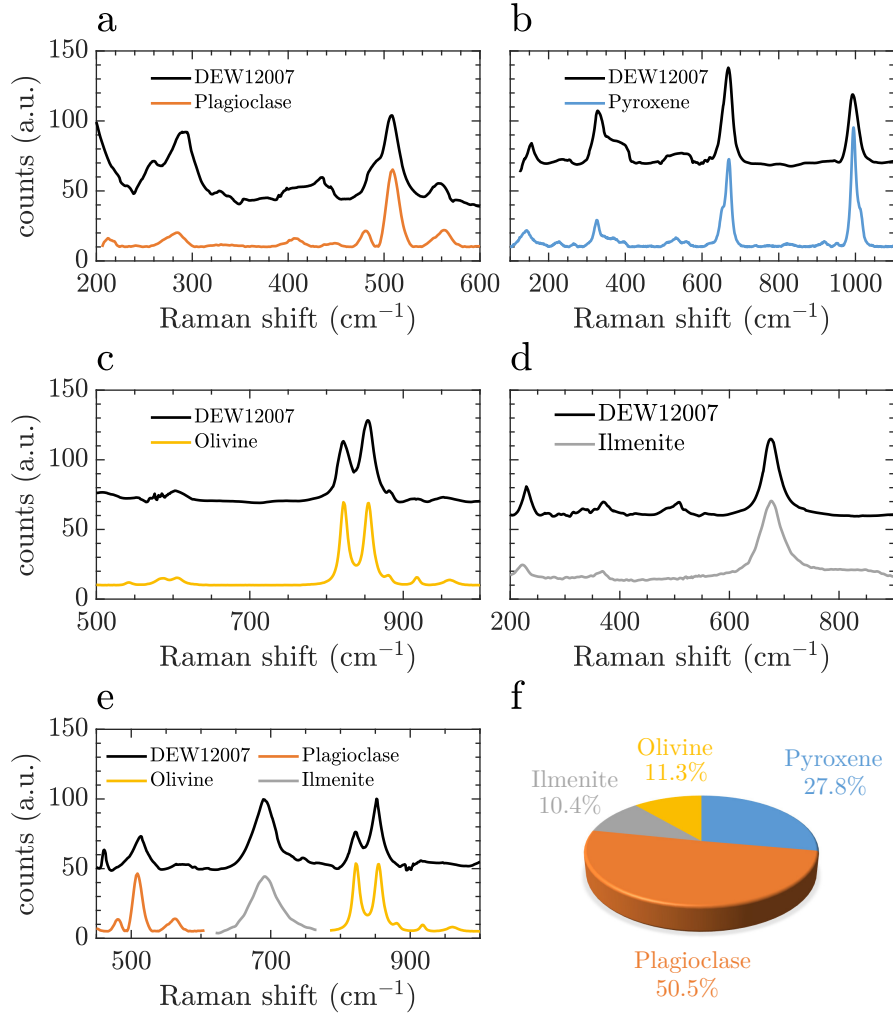 a
150
100
50
0
counts (a.u.)
DEW12007
Plagioclase
200 300 400 500 600
Raman shift (cm⁻¹)
b
DEW12007
Pyroxene
200 400 600 800 1000
Raman shift (cm⁻¹)
c
150
100
50
0
counts (a.u.)
DEW12007
Olivine
500 700 900
Raman shift (cm⁻¹)
d
DEW12007
Ilmenite
200 400 600 800
Raman shift (cm⁻¹)
e
150
100
50
0
counts (a.u.)
DEW12007 Plagioclase
Olivine Ilmenite
500 700 900
Raman shift (cm⁻¹)
f
Olivine
11.3%
Pyroxene
27.8%
Ilmenite
10.4%
Plagioclase
50.5%